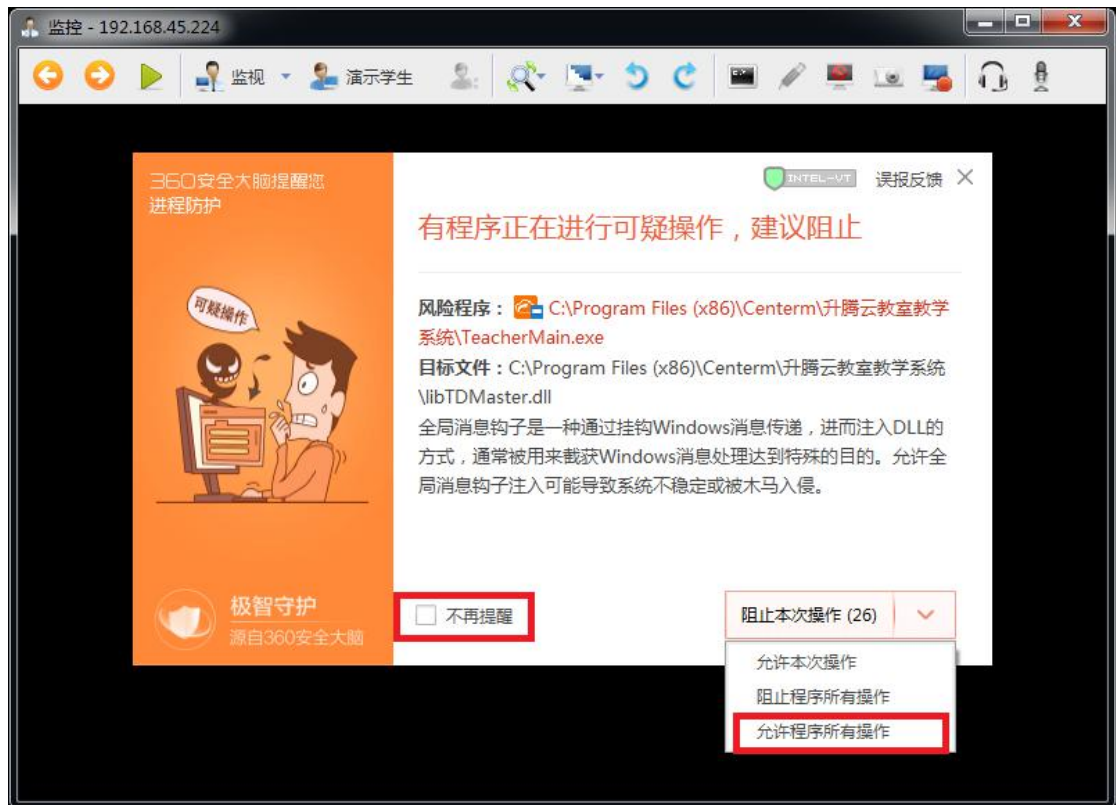 监控 - 192.168.45.224
监视 演示学生
360安全大脑提醒您
进程防护
INTEL-VT 误报反馈
有程序正在进行可疑操作，建议阻止
可疑操作
风险程序： C:\Program Files (x86)\Centerm\升腾云教室教学
系统\TeacherMain.exe
目标文件：C:\Program Files (x86)\Centerm\升腾云教室教学系统
\libTDMaster.dll
全局消息钩子是一种通过挂钩Windows消息传递，进而注入DLL的
方式，通常被用来截获Windows消息处理达到特殊的目的。允许全
局消息钩子注入可能导致系统不稳定或被木马入侵。
极智守护
源自360安全大脑
不再提醒
阻止本次操作 (26)
允许本次操作
阻止程序所有操作
允许程序所有操作